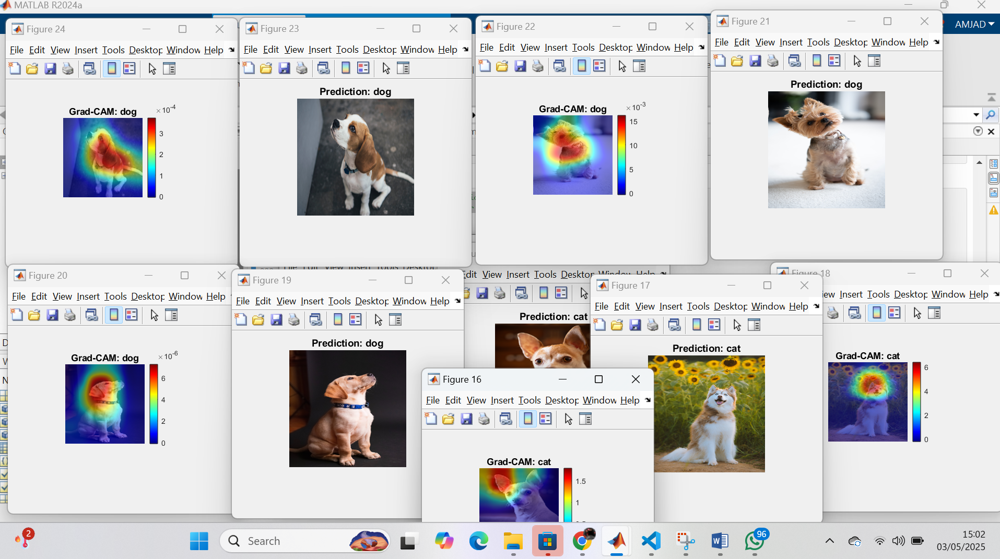 MATLAB R2024a
AMJAD
Figure 24
File Edit View Insert Tools Desktop Window Help
Grad-CAM: dog
×10-4
3
2
1
0
Figure 23
File Edit View Insert Tools Desktop Window Help
Prediction: dog
Figure 22
File Edit View Insert Tools Desktop Window Help
Grad-CAM: dog
×10-3
15
10
5
0
Figure 21
File Edit View Insert Tools Desktop Window Help
Prediction: dog
Figure 20
File Edit View Insert Tools Desktop Window Help
Grad-CAM: dog
×10-6
6
4
2
0
Figure 19
File Edit View Insert Tools Desktop Window Help
Prediction: dog
Edit View Insert Tools Desktop Window Help
Prediction: cat
Figure 17
File Edit View Insert Tools Desktop Window Help
Prediction: cat
Figure 18
View Insert Tools Desktop Window Help
Grad-CAM: cat
6
4
2
0
Figure 16
File Edit View Insert Tools Desktop Window Help
Grad-CAM: cat
1.5
1
2
Search
96
15:02
03/05/2025